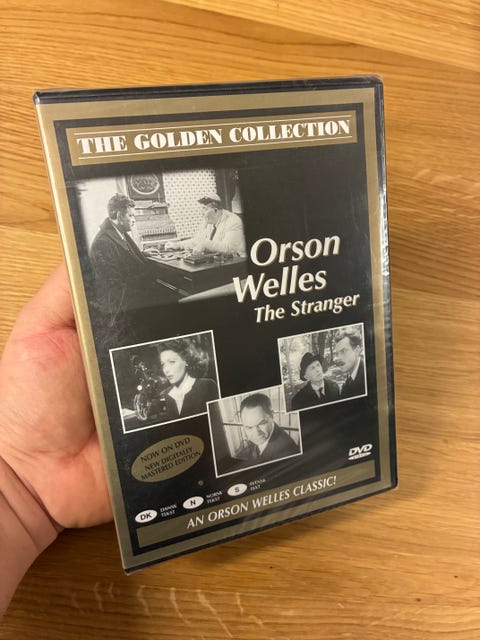 THE GOLDEN COLLECTION
Orson
Welles
The Stranger
NOW ON DVD
NEW DIGITALLY
MASTERED EDITION
DK DANSK TEKST N NORSK TEKST S SVENSK TEXT
DVD
AN ORSON WELLES CLASSIC!